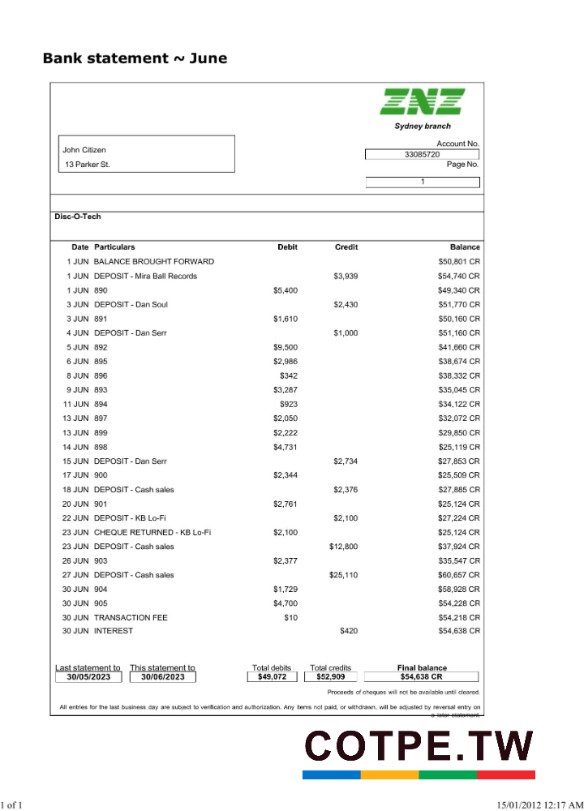 Bank statement ~ June
ZNZ
Sydney branch
Account No.
John Citizen
33085720
13 Parker St.
Page No.
1
Disc-O-Tech
Date Particulars Debit Credit Balance
1 JUN BALANCE BROUGHT FORWARD $50,801 CR
1 JUN DEPOSIT - Mira Ball Records $3,939 $54,740 CR
1 JUN 890 $5,400 $49,340 CR
3 JUN DEPOSIT - Dan Soul $2,430 $51,770 CR
3 JUN 891 $1,610 $50,160 CR
4 JUN DEPOSIT - Dan Serr $1,000 $51,160 CR
5 JUN 892 $9,500 $41,660 CR
6 JUN 895 $2,986 $38,674 CR
8 JUN 896 $342 $38,332 CR
9 JUN 893 $3,287 $35,045 CR
11 JUN 894 $923 $34,122 CR
13 JUN 897 $2,050 $32,072 CR
13 JUN 899 $2,222 $29,850 CR
14 JUN 898 $4,731 $25,119 CR
15 JUN DEPOSIT - Dan Serr $2,734 $27,853 CR
17 JUN 900 $2,344 $25,509 CR
18 JUN DEPOSIT - Cash sales $2,376 $27,885 CR
20 JUN 901 $2,761 $25,124 CR
22 JUN DEPOSIT - KB Lo-Fi $2,100 $27,224 CR
23 JUN CHEQUE RETURNED - KB Lo-Fi $2,100 $25,124 CR
23 JUN DEPOSIT - Cash sales $12,800 $37,924 CR
26 JUN 903 $2,377 $35,547 CR
27 JUN DEPOSIT - Cash sales $25,110 $60,657 CR
30 JUN 904 $1,729 $58,928 CR
30 JUN 905 $4,700 $54,228 CR
30 JUN TRANSACTION FEE $10 $54,218 CR
30 JUN INTEREST $420 $54,638 CR
Last statement to This statement to Total debits Total credits Final balance
30/05/2023 30/06/2023 $49,072 $52,909 $54,638 CR
Proceeds of cheques will not be available until cleared.
All entries for the last business day are subject to verification and authorization. Any items not paid, or withdrawn, will be adjusted by reversal entry on
a later statement.
COTPE.TW
1 of 1 15/01/2012 12:17 AM